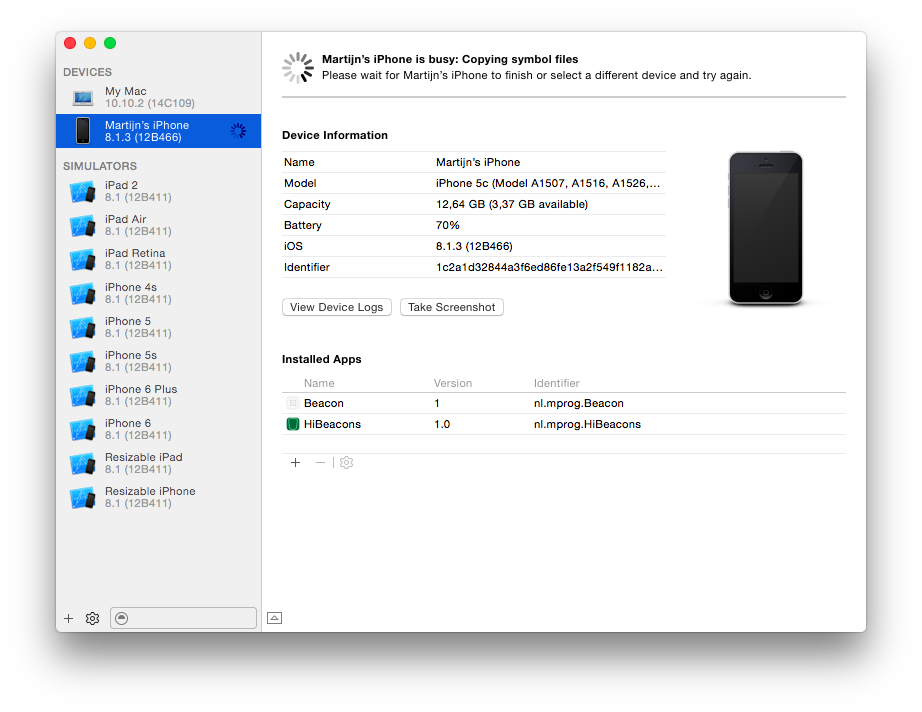 DEVICES
My Mac
10.10.2 (14C109)
Martijn's iPhone
8.1.3 (12B466)
SIMULATORS
iPad 2
8.1 (12B411)
iPad Air
8.1 (12B411)
iPad Retina
8.1 (12B411)
iPhone 4s
8.1 (12B411)
iPhone 5
8.1 (12B411)
iPhone 5s
8.1 (12B411)
iPhone 6 Plus
8.1 (12B411)
iPhone 6
8.1 (12B411)
Resizable iPad
8.1 (12B411)
Resizable iPhone
8.1 (12B411)
Martijn's iPhone is busy: Copying symbol files
Please wait for Martijn's iPhone to finish or select a different device and try again.
Device Information
Name Martijn's iPhone
Model iPhone 5c (Model A1507, A1516, A1526,...
Capacity 12,64 GB (3,37 GB available)
Battery 70%
iOS 8.1.3 (12B466)
Identifier 1c2a1d32844a3f6ed86fe13a2f549f1182a...
View Device Logs Take Screenshot
Installed Apps
Name Version Identifier
Beacon 1 nl.mprog.Beacon
HiBeacons 1.0 nl.mprog.HiBeacons